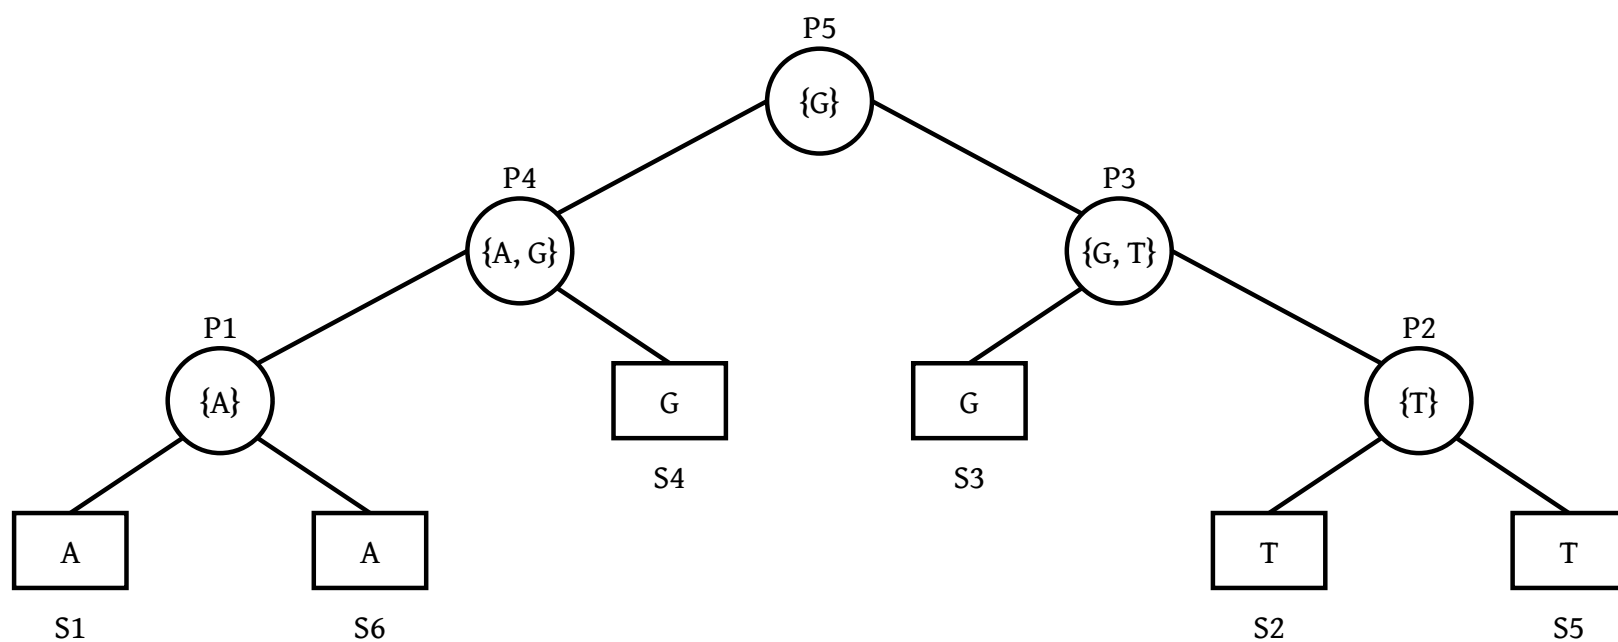 P5
{G}
P4
{A, G}
P3
{G, T}
P1
{A}
G
S4
G
S3
P2
{T}
A
S1
A
S6
T
S2
T
S5